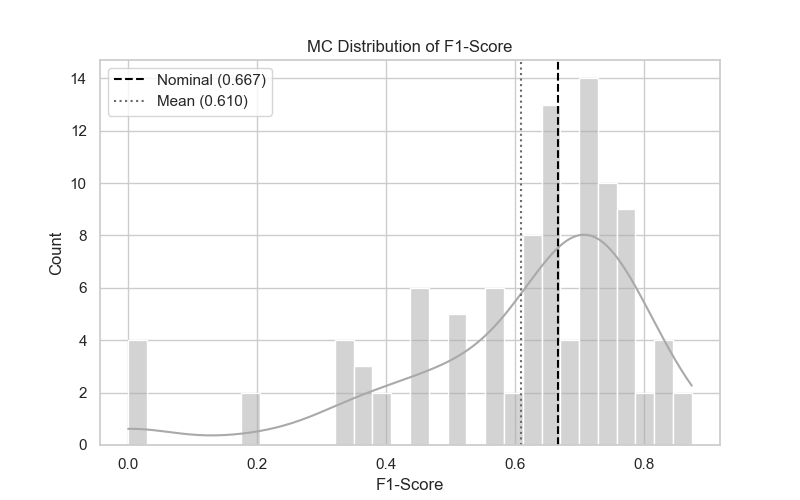 MC Distribution of F1-Score
Nominal (0.667)
Mean (0.610)
14
12
10
8
6
4
2
0
Count
0.0 0.2 0.4 0.6 0.8
F1-Score